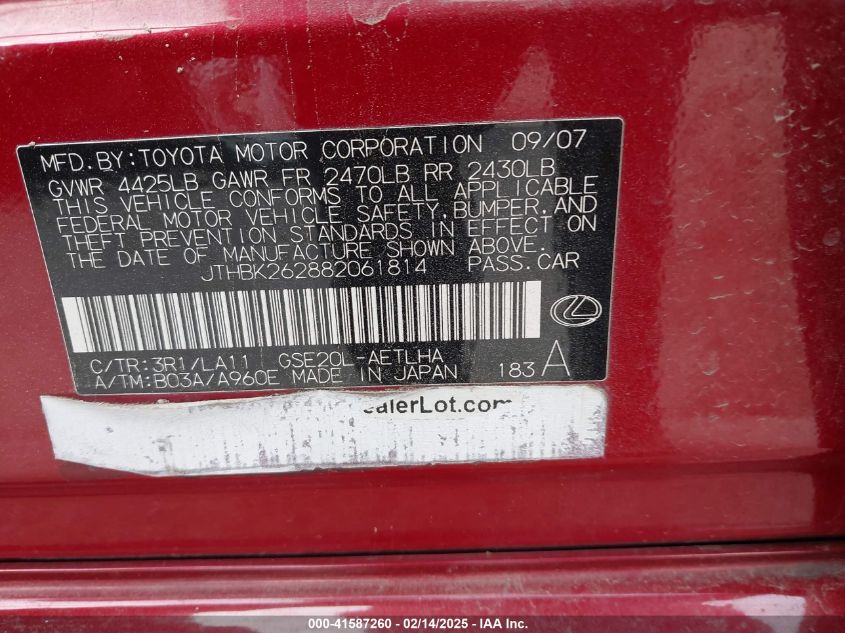 MFD.BY:TOYOTA MOTOR CORPORATION 09/07
GVWR 4425LB GAWR FR 2470LB RR 2430LB
THIS VEHICLE CONFORMS TO ALL APPLICABLE
FEDERAL MOTOR VEHICLE SAFETY,BUMPER,AND
THEFT PREVENTION STANDARDS IN EFFECT ON
THE DATE OF MANUFACTURE SHOWN ABOVE.
JTHBK262882061814 PASS.CAR
C/TR:3R1/LA11 GSE20L-AETLHA
A/TM:B03A/A960E MADE IN JAPAN 183A
ealerLot.com
000-41587260 - 02/14/2025 - IAA Inc.